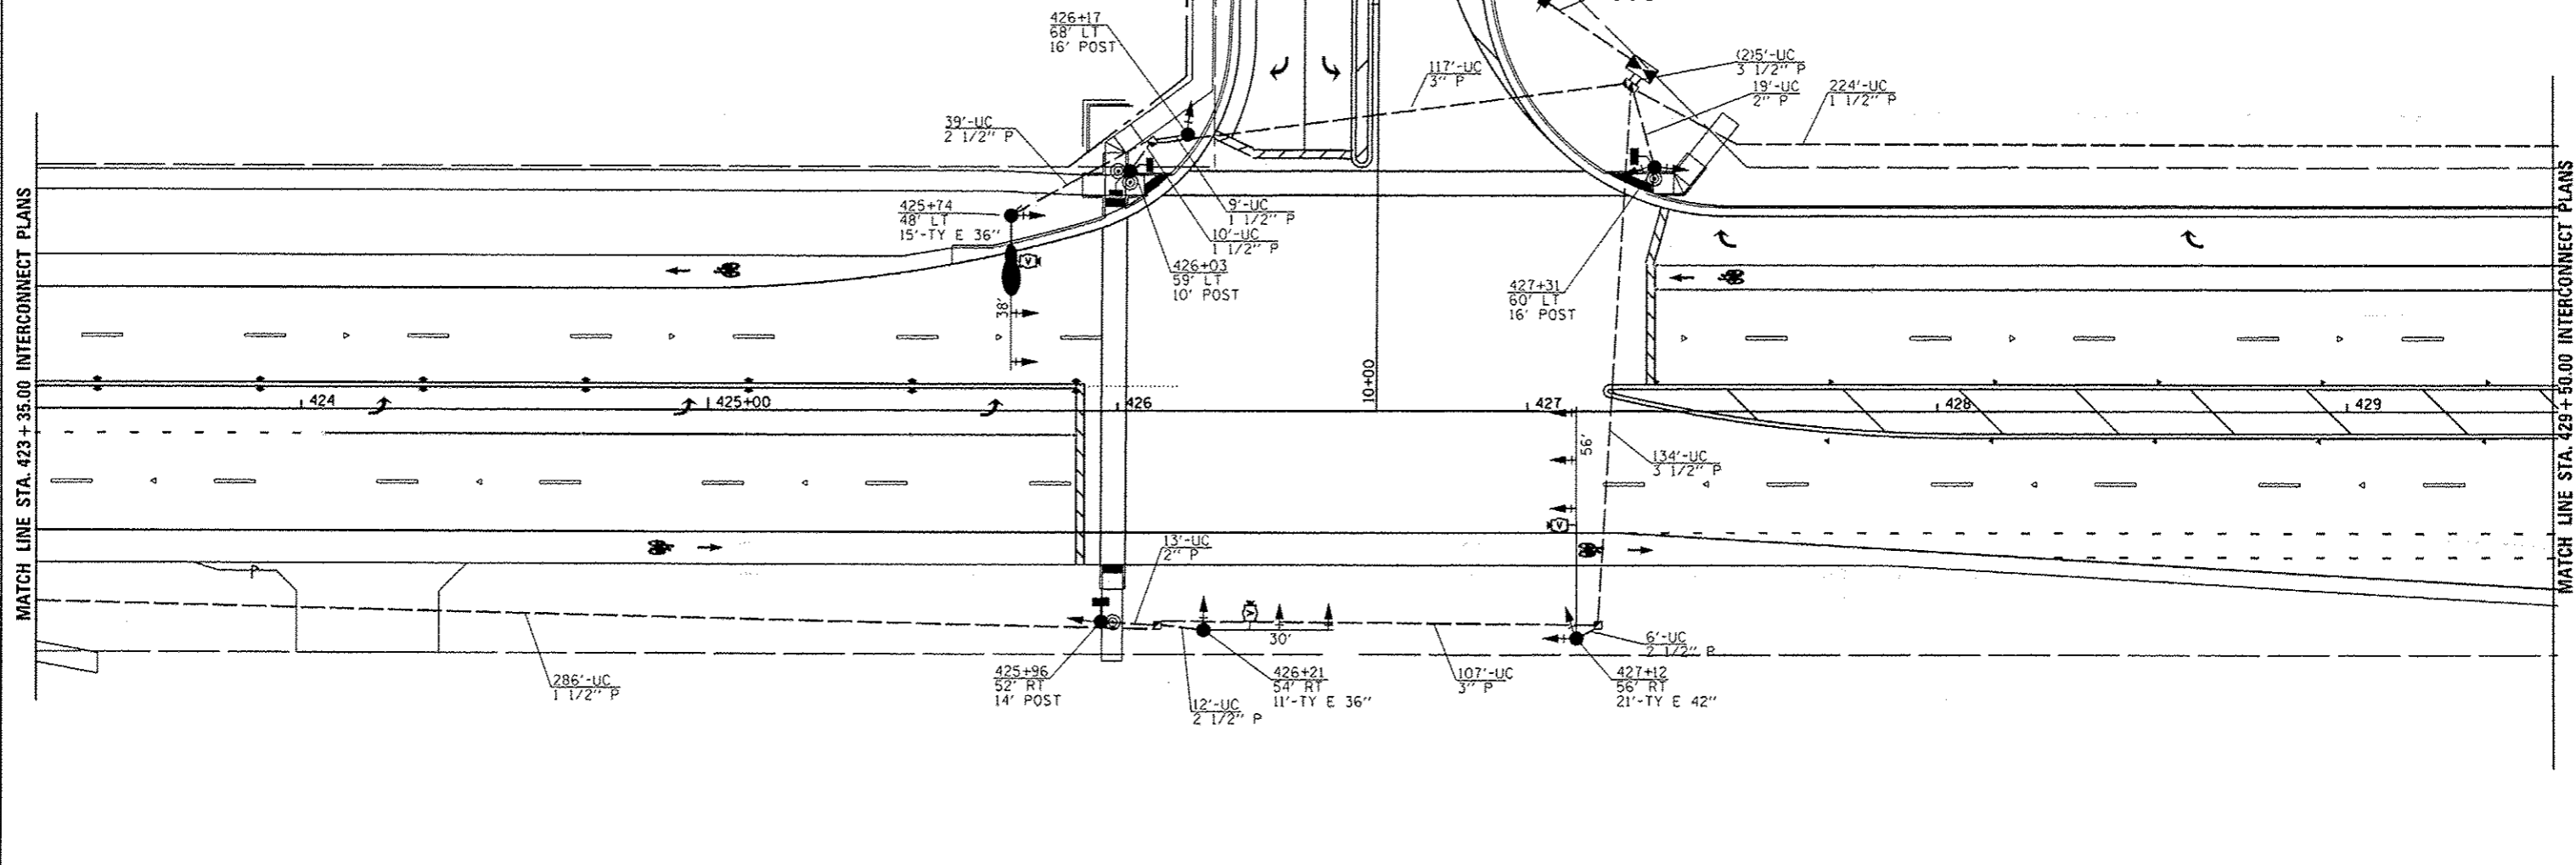 426+17
68' LT
16' POST
117'-UC
3" P
(2)5'-UC
3 1/2" P
19'-UC
2" P
224'-UC
1 1/2" P
39'-UC
2 1/2" P
425+74
48' LT
15'-TY E 36"
9'-UC
1 1/2" P
10'-UC
1 1/2" P
426+03
59' LT
10' POST
427+31
60' LT
16' POST
V
38'
10+00
424
425+00
426
427
428
429
56'
134'-UC
3 1/2" P
V
13'-UC
2" P
V
30'
P
6'-UC
2 1/2" P
286'-UC
1 1/2" P
425+96
52' RT
14' POST
12'-UC
2 1/2" P
426+21
54' RT
11'-TY E 36"
107'-UC
3" P
427+12
56' RT
21'-TY E 42"
MATCH LINE STA. 423+35.00 INTERCONNECT PLANS
MATCH LINE STA. 429+50.00 INTERCONNECT PLANS